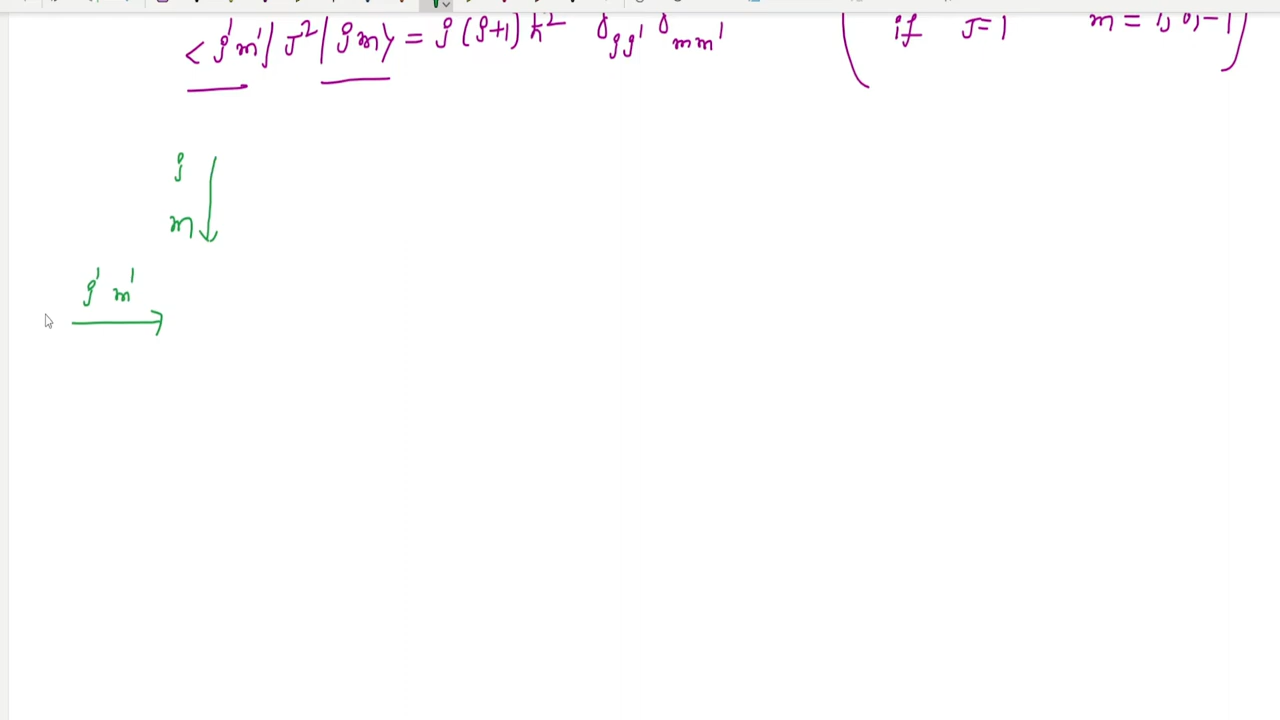 <j'm'|J²|jm> = j(j+1)ħ² δjj' δmm' ( if J=1 m = 1, 0, -1 )
j
m
j' m'